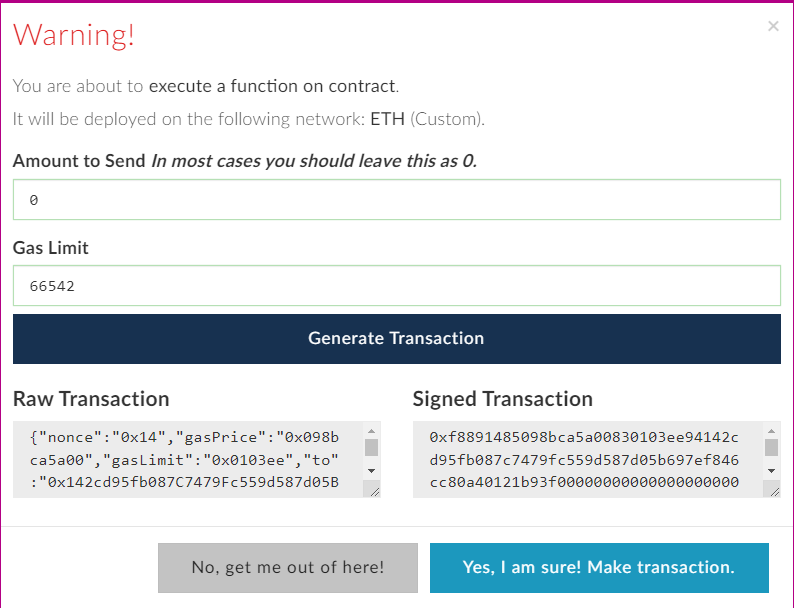 Warning!
×
You are about to execute a function on contract.
It will be deployed on the following network: ETH (Custom).
Amount to Send In most cases you should leave this as 0.
0
Gas Limit
66542
Generate Transaction
Raw Transaction
{"nonce":"0x14","gasPrice":"0x098b
ca5a00","gasLimit":"0x0103ee","to"
:"0x142cd95fb087C7479Fc559d587d05B
Signed Transaction
0xf8891485098bca5a00830103ee94142c
d95fb087c7479fc559d587d05b697ef846
cc80a40121b93f00000000000000000000
No, get me out of here!
Yes, I am sure! Make transaction.